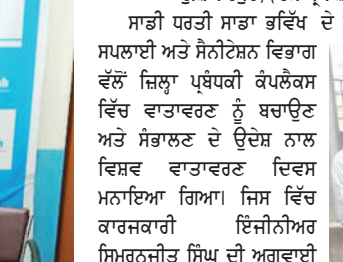 ਸਾਡੀ ਧਰਤੀ ਸਾਡਾ ਭਵਿੱਖ ਦੇ
ਸਪਲਾਈ ਅਤੇ ਸੈਨੀਟੇਸ਼ਨ ਵਿਭਾਗ
ਵੱਲੋਂ ਜ਼ਿਲ੍ਹਾ ਪ੍ਰਬੰਧਕੀ ਕੰਪਲੈਕਸ
ਵਿੱਚ ਵਾਤਾਵਰਣ ਨੂੰ ਬਚਾਉਣ
ਅਤੇ ਸੰਭਾਲਣ ਦੇ ਉਦੇਸ਼ ਨਾਲ
ਵਿਸ਼ਵ ਵਾਤਾਵਰਣ ਦਿਵਸ
ਮਨਾਇਆ ਗਿਆ। ਜਿਸ ਵਿੱਚ
ਕਾਰਜਕਾਰੀ ਇੰਜੀਨੀਅਰ
ਸਿਮਰਨਜੀਤ ਸਿੰਘ ਦੀ ਅਗਵਾਈ